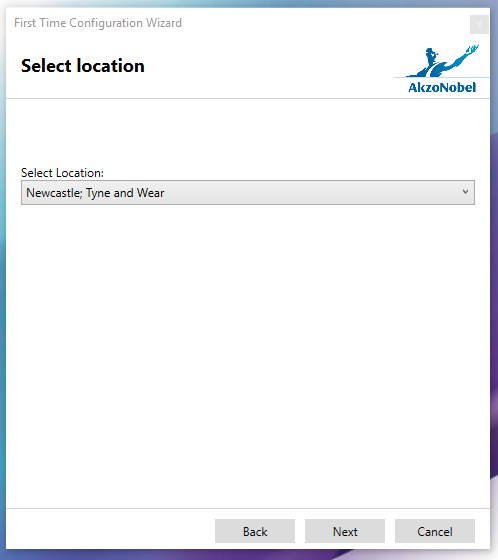 First Time Configuration Wizard
Select location
AkzoNobel
Select Location:
Newcastle; Tyne and Wear
Back
Next
Cancel